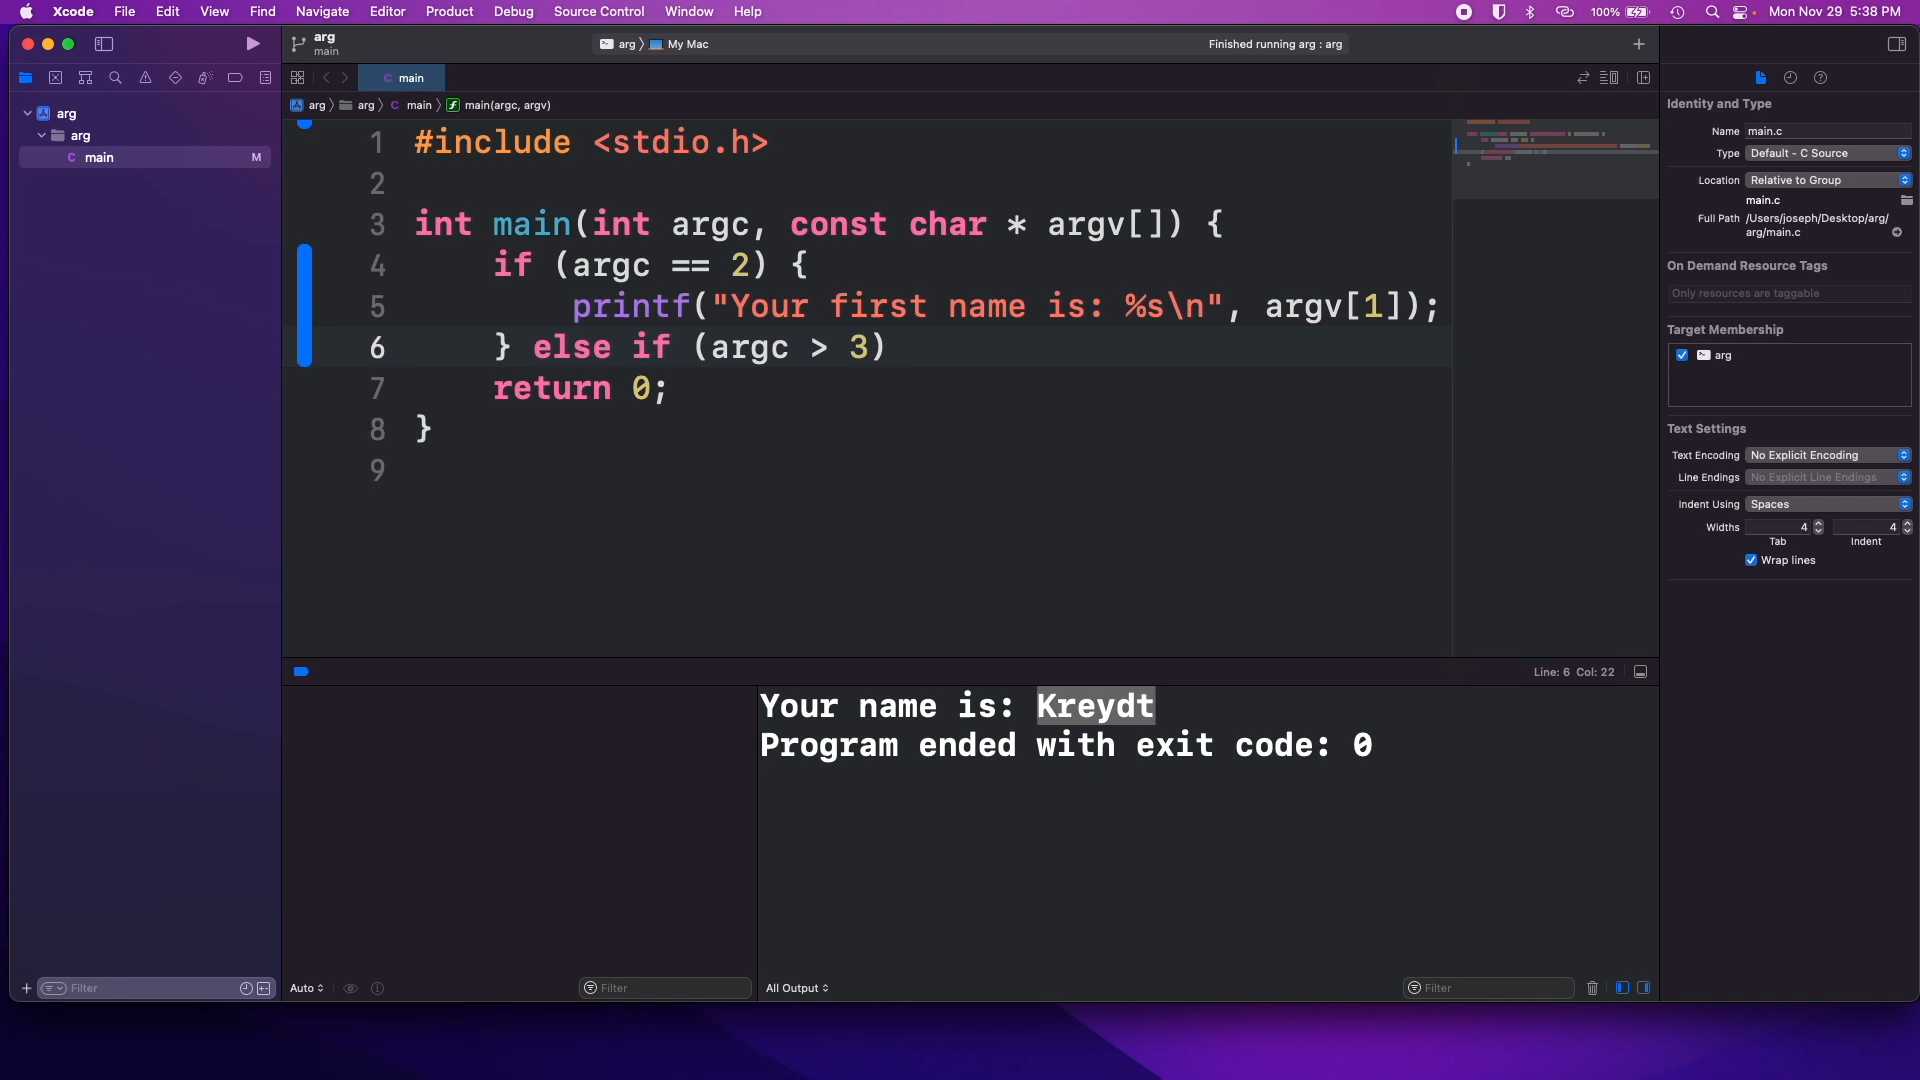 Xcode File Edit View Find Navigate Editor Product Debug Source Control Window Help 100% Mon Nov 29 5:38 PM
arg
main
arg My Mac Finished running arg : arg
main
arg arg main main(argc, argv)
arg
arg
main M
1 #include <stdio.h>
2
3 int main(int argc, const char * argv[]) {
4 if (argc == 2) {
5 printf("Your first name is: %s\n", argv[1]);
6 } else if (argc > 3)
7 return 0;
8 }
9
Line: 6 Col: 22
Your name is: Kreydt
Program ended with exit code: 0
Filter
Auto Filter
All Output Filter
Identity and Type
Name main.c
Type Default - C Source
Location Relative to Group
main.c
Full Path /Users/joseph/Desktop/arg/
arg/main.c
On Demand Resource Tags
Only resources are taggable
Target Membership
arg
Text Settings
Text Encoding No Explicit Encoding
Line Endings No Explicit Line Endings
Indent Using Spaces
Widths 4 4
Tab Indent
Wrap lines